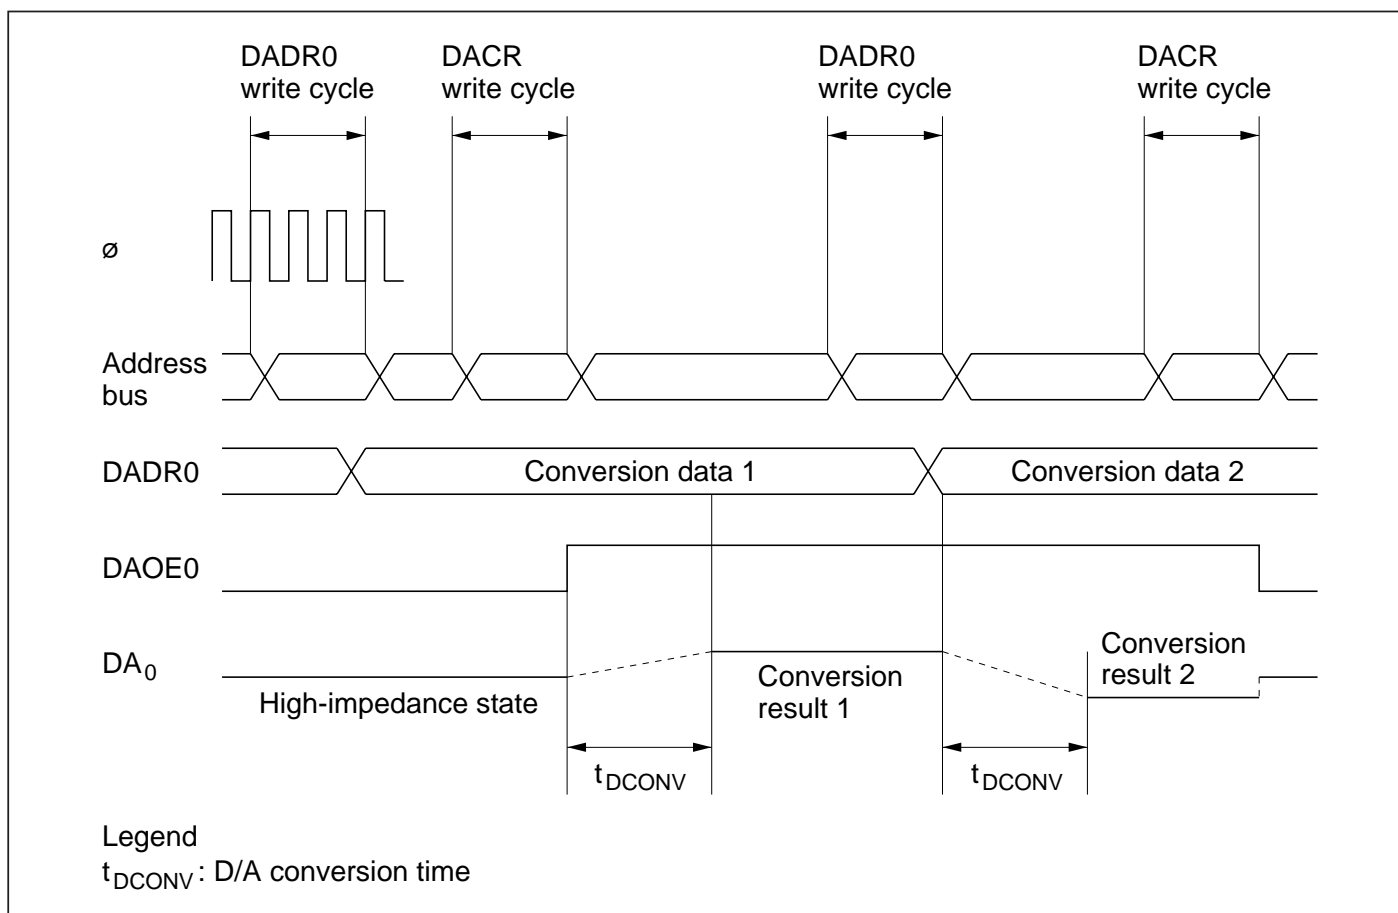 DADR0
write cycle
DACR
write cycle
DADR0
write cycle
DACR
write cycle
ø
Address
bus
DADR0
Conversion data 1
Conversion data 2
DAOE0
DA0
High-impedance state
Conversion
result 1
Conversion
result 2
tDCONV
tDCONV
Legend
tDCONV : D/A conversion time